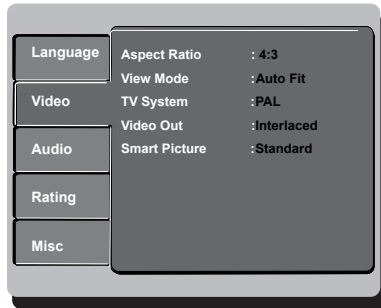 Language
Video
Audio
Rating
Misc
Aspect Ratio : 4:3
View Mode :Auto Fit
TV System :PAL
Video Out :Interlaced
Smart Picture :Standard